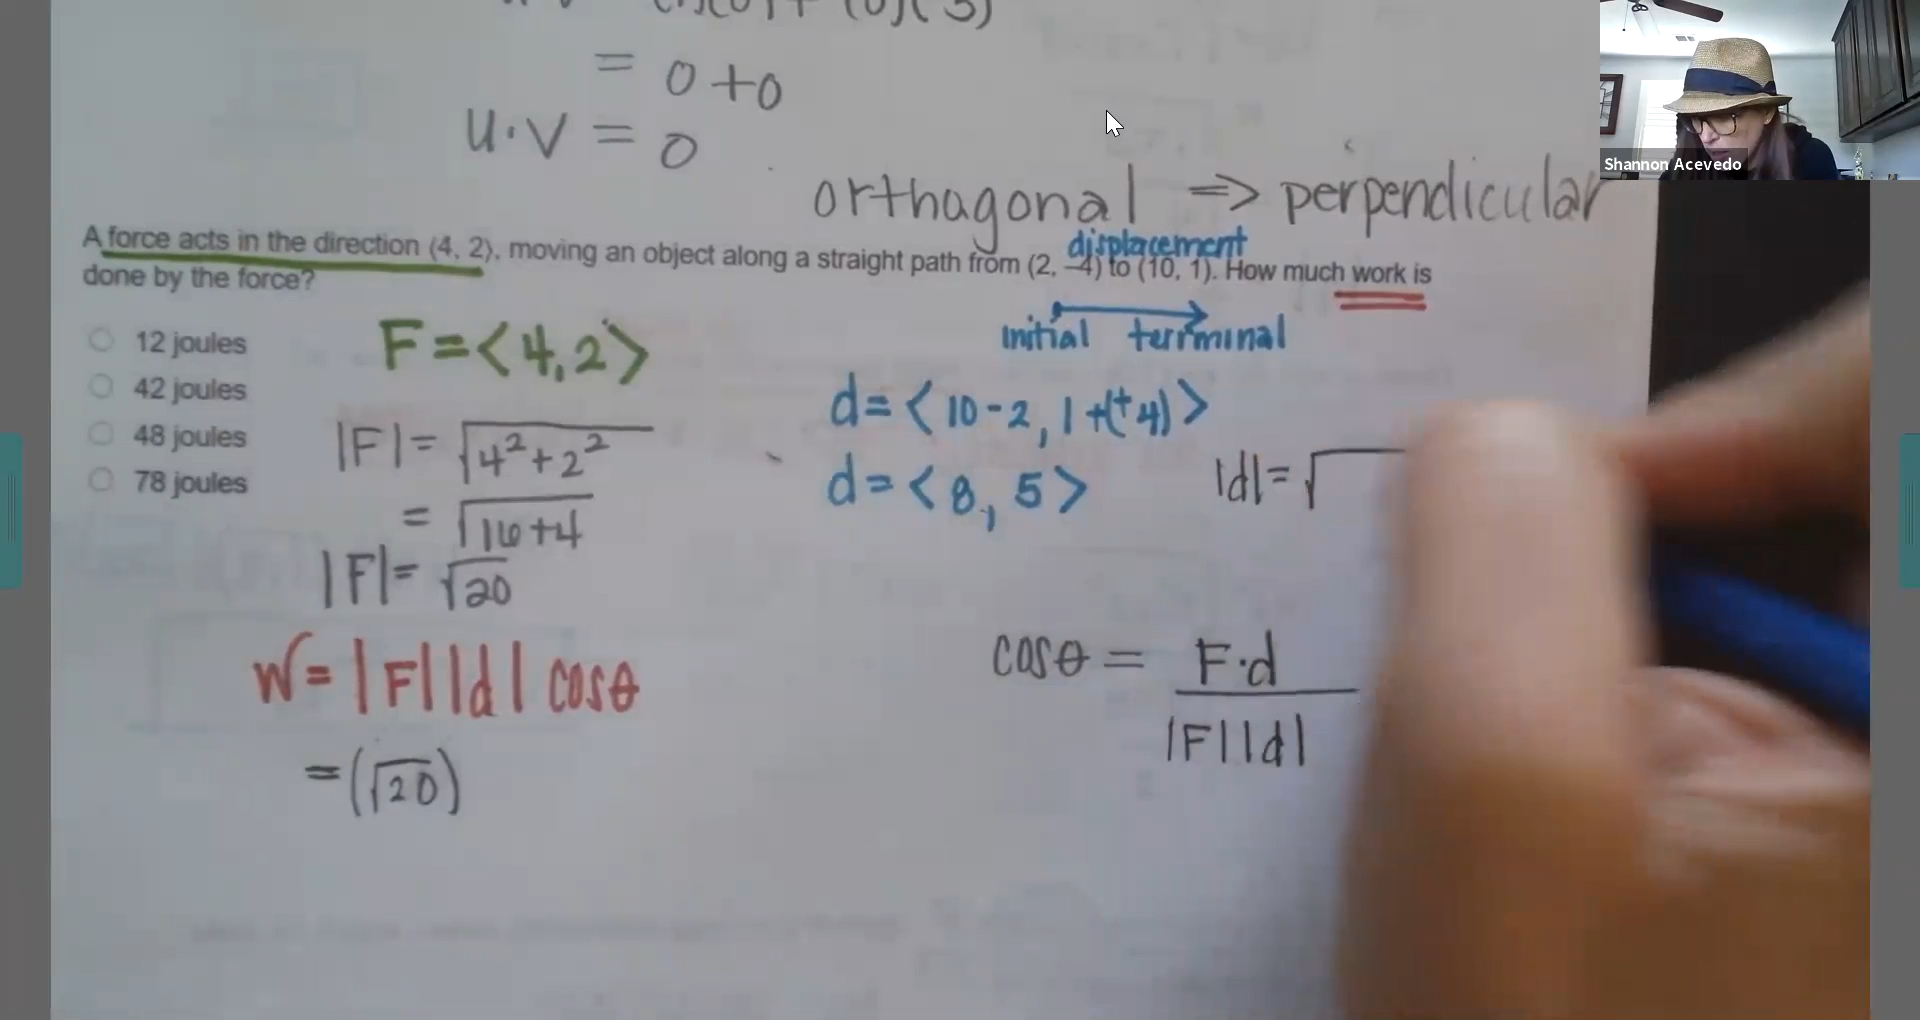 = 0 + 0
u·v = 0
orthagonal => perpendicular
Shannon Acevedo
A force acts in the direction ⟨4, 2⟩, moving an object along a straight path from (2, –4) to (10, 1). How much work is
displacement
done by the force?
initial terminal
12 joules
42 joules
48 joules
78 joules
F = <4, 2>
|F| = √4² + 2²
= √16 + 4
|F| = √20
d = <10 - 2, 1 + (+4)>
d = <8, 5>
|d| = √
W = |F| |d| cosθ
= (√20)
cosθ = F·d
|F| |d|